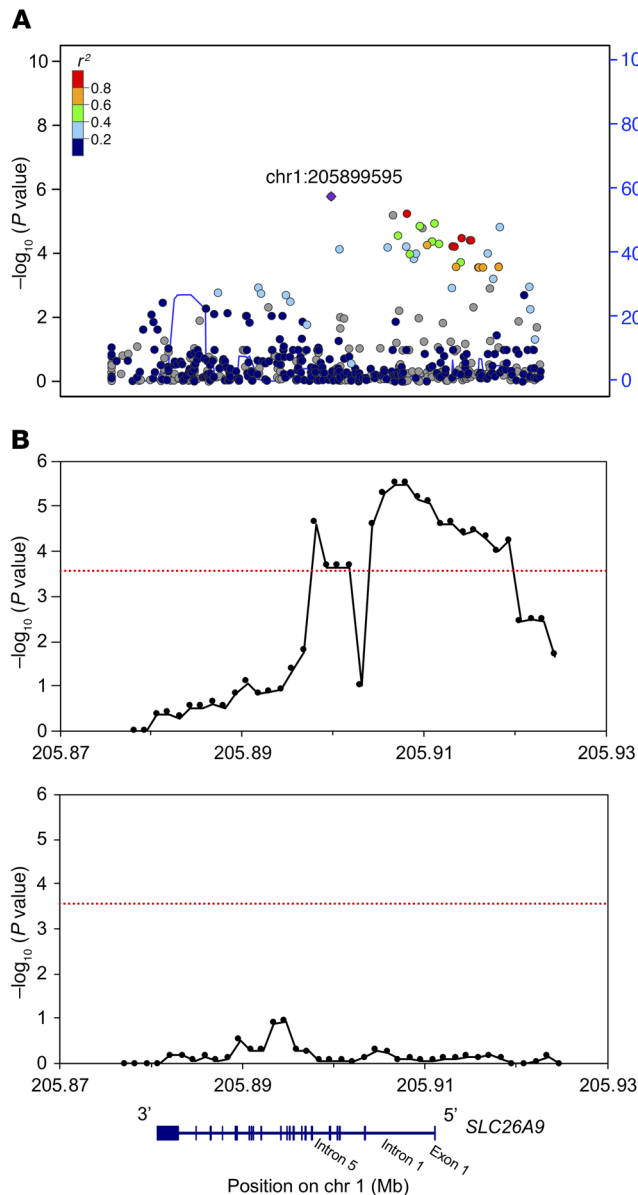 A
r²
0.8
0.6
0.4
0.2
10
8
6
4
2
0
–log₁₀ (P value)
chr1:205899595
10
80
60
40
20
0
B
6
5
4
3
2
1
0
–log₁₀ (P value)
205.87 205.89 205.91 205.93
6
5
4
3
2
1
0
–log₁₀ (P value)
205.87 205.89 205.91 205.93
3' 5' SLC26A9
Intron 5 Intron 1 Exon 1
Position on chr 1 (Mb)